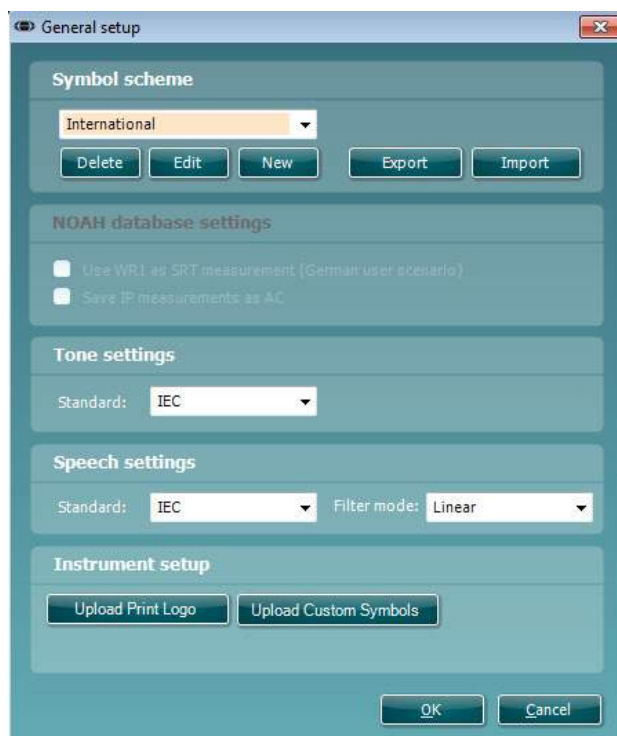 General setup
Symbol scheme
International
Delete Edit New Export Import
NOAH database settings
Use WR1 as SRT measurement (German user scenario)
Save IP measurements as AC
Tone settings
Standard: IEC
Speech settings
Standard: IEC Filter mode: Linear
Instrument setup
Upload Print Logo Upload Custom Symbols
OK Cancel